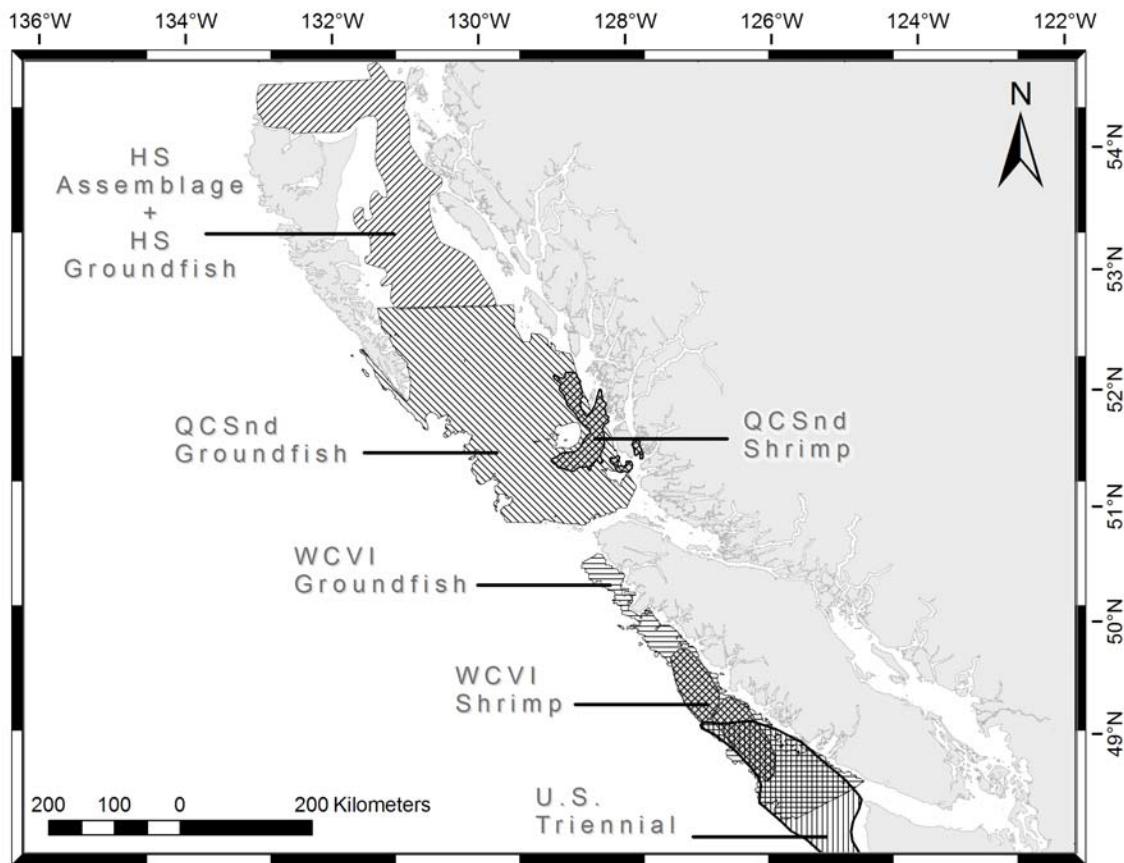 136°W 134°W 132°W 130°W 128°W 126°W 124°W 122°W
N
54°N
HS
Assemblage
+
HS
Groundfish
53°N
52°N
QCSnd
Groundfish
QCSnd
Shrimp
51°N
WCVI
Groundfish
50°N
WCVI
Shrimp
49°N
200 100 0 200 Kilometers
U.S.
Triennial